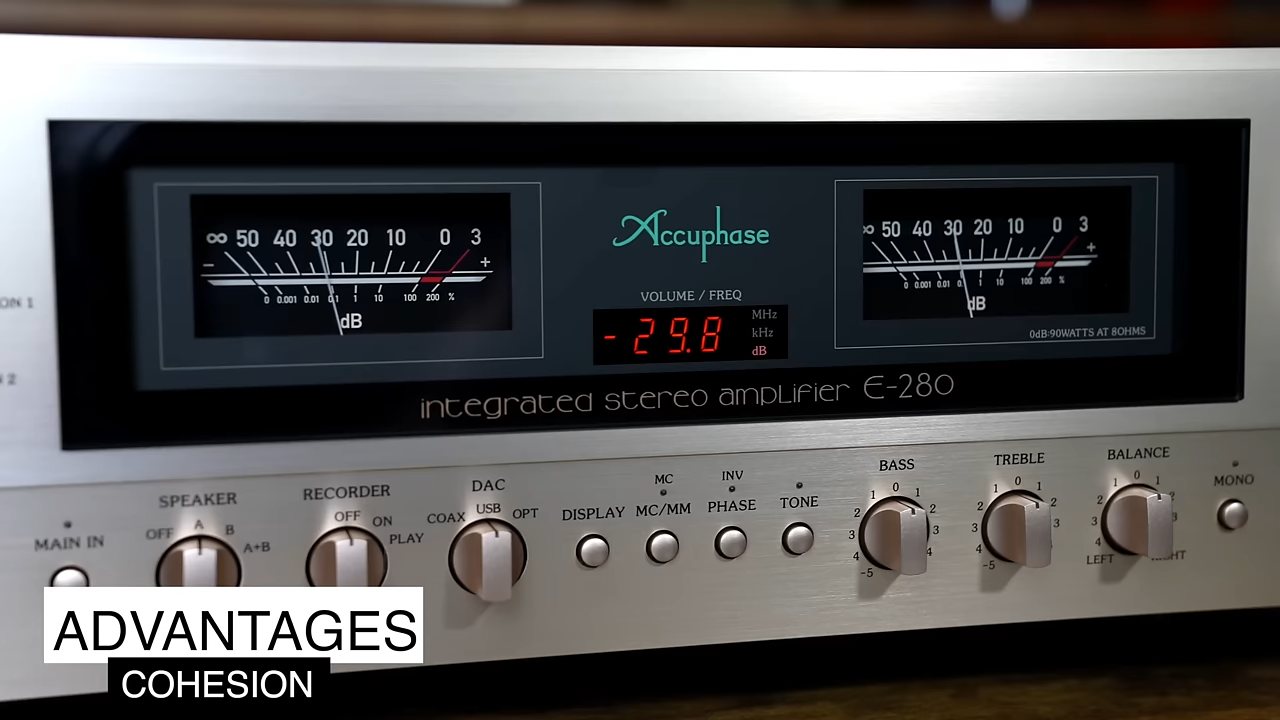 ∞ 50 40 30 20 10 0 3
- +
0 0.001 0.01 0.1 1 10 100 200 %
dB
Accuphase
VOLUME / FREQ
-29.8
MHz
kHz
dB
∞ 50 40 30 20 10 0 3
- +
0 0.001 0.01 1 10 100 200 %
dB
0dB:90WATTS AT 8OHMS
integrated stereo amplifier E-280
ON 1
2
MAIN IN
SPEAKER
OFF A B A+B
RECORDER
OFF ON PLAY
DAC
COAX USB OPT
DISPLAY
MC
MC/MM
INV
PHASE
TONE
BASS
1 0 1
2 2
3 3
4 4
-5
TREBLE
1 0 1
2 2
3 3
4
-5
BALANCE
1 0 1
2 2
3 3
4
LEFT RIGHT
MONO
ADVANTAGES
COHESION